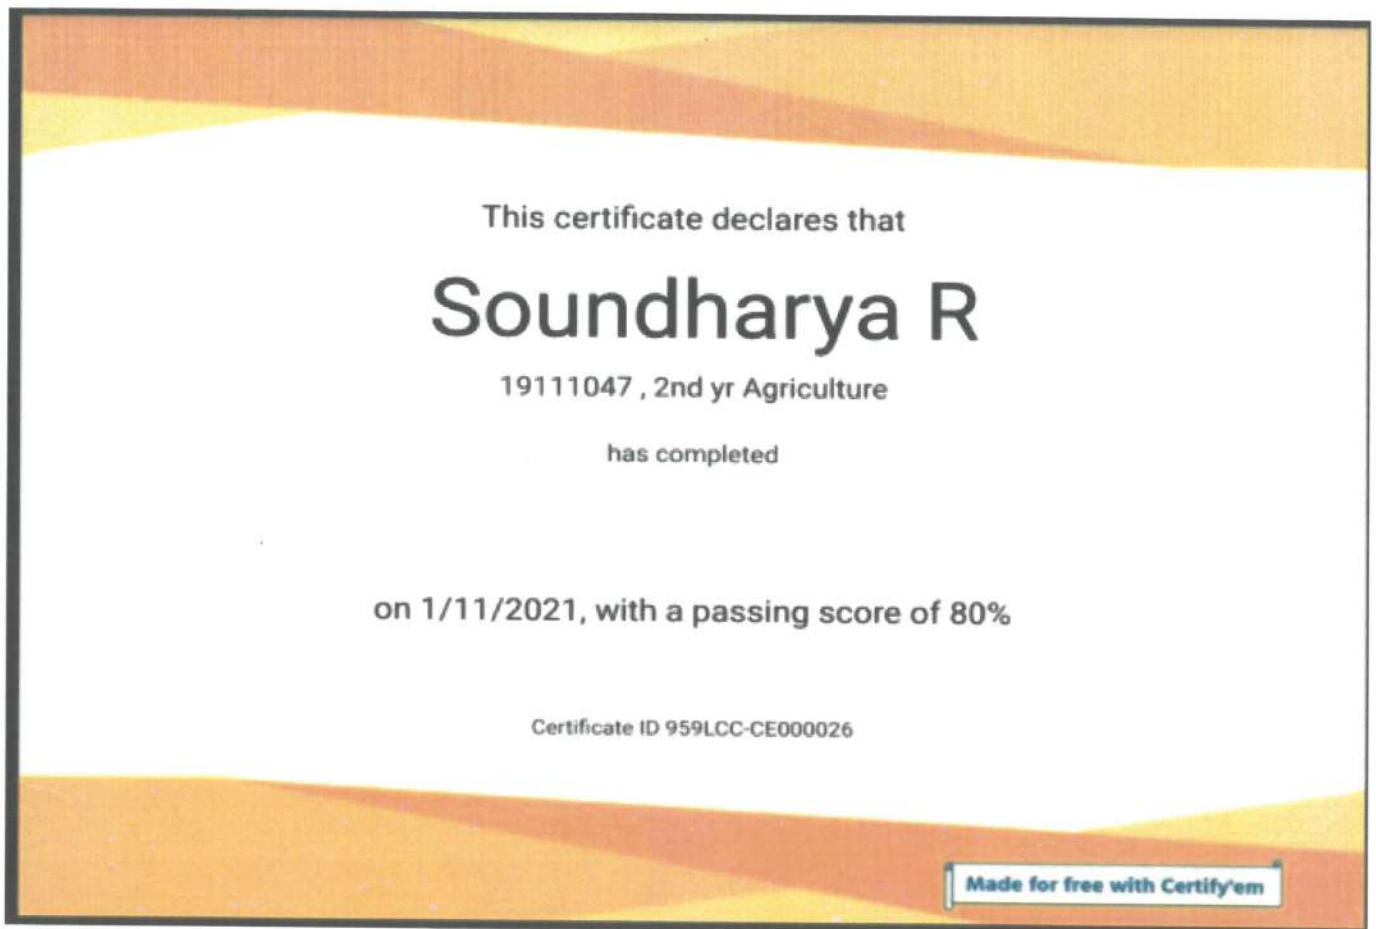 This certificate declares that
Soundharya R
19111047 , 2nd yr Agriculture
has completed
on 1/11/2021, with a passing score of 80%
Certificate ID 959LCC-CE000026
Made for free with Certify'em